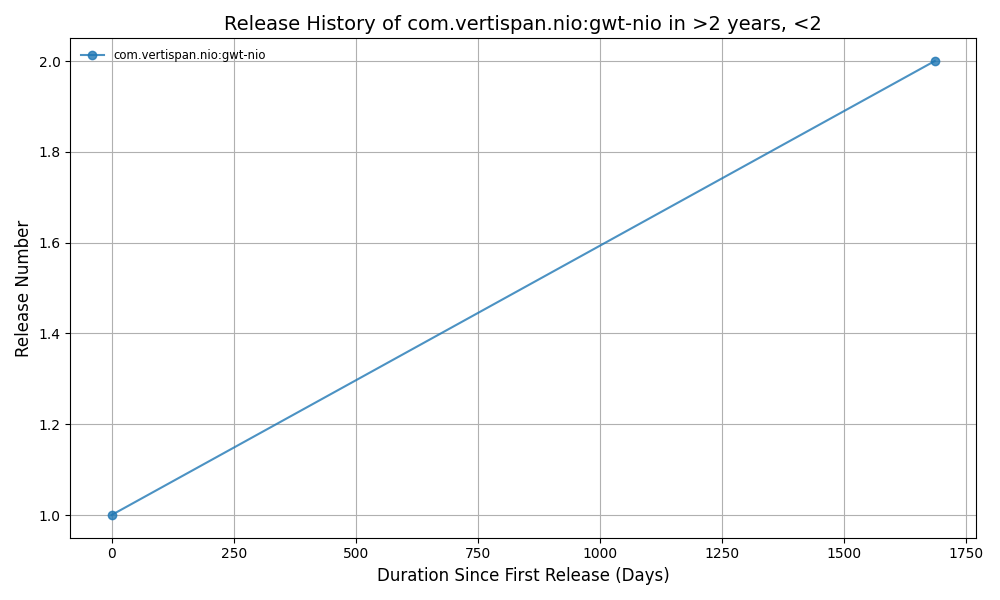 Release History of com.vertispan.nio:gwt-nio in >2 years, <2
com.vertispan.nio:gwt-nio
Release Number
2.0
1.8
1.6
1.4
1.2
1.0
0 250 500 750 1000 1250 1500 1750
Duration Since First Release (Days)